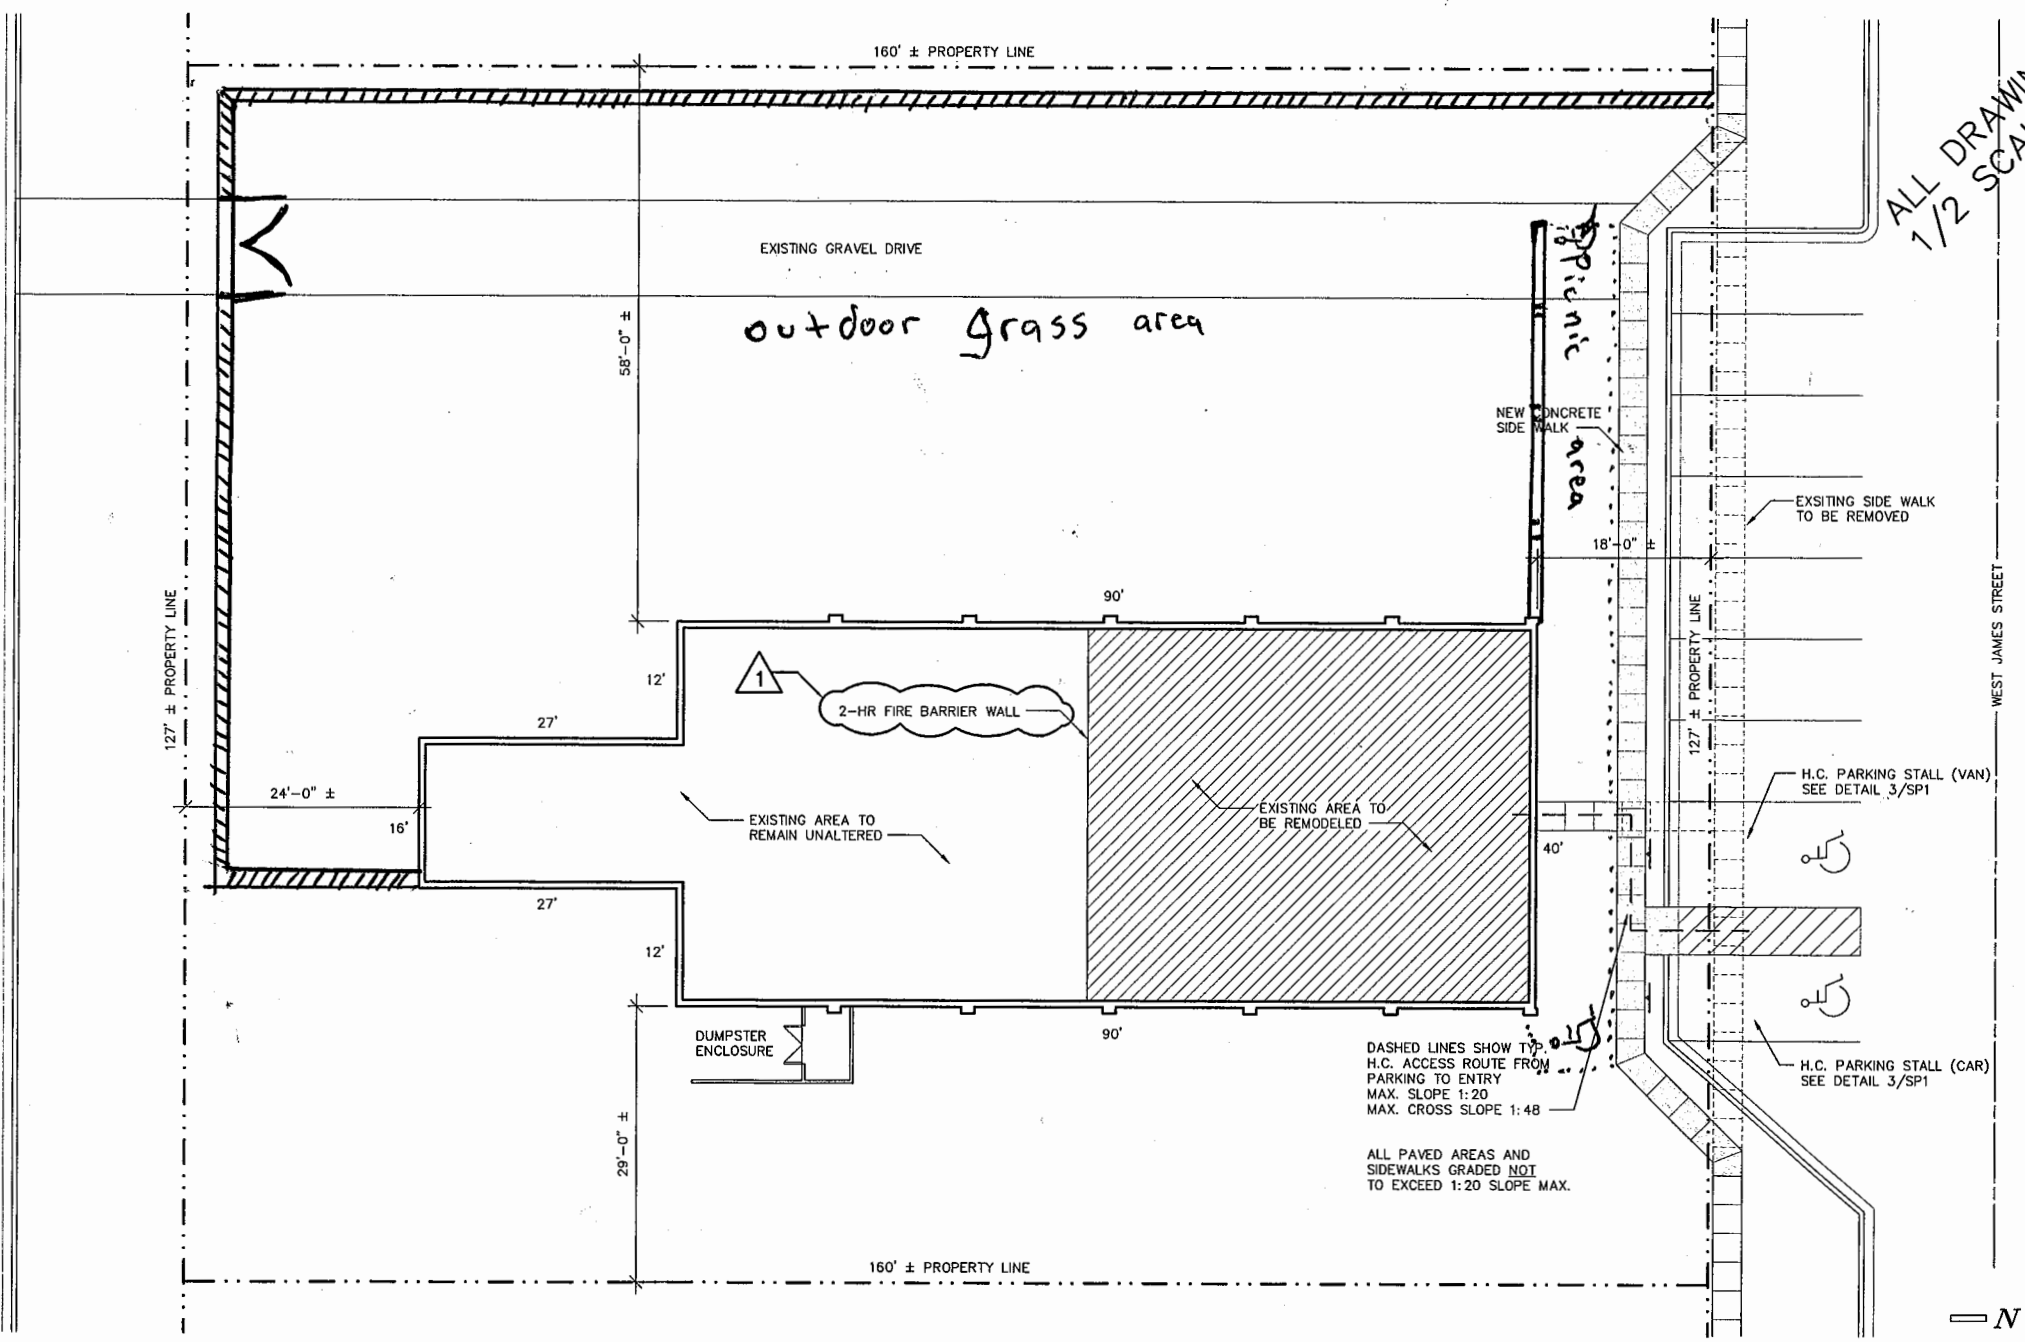 160' ± PROPERTY LINE
ALL
1/2
EXISTING GRAVEL DRIVE
outdoor grass area
picnic area
58'-0" ±
NEW CONCRETE
SIDE WALK
EXSITING SIDE WALK
TO BE REMOVED
18'-0" ±
90'
127' ± PROPERTY LINE
127' ± PROPERTY LINE
WEST JAMES STREET
12'
1
2-HR FIRE BARRIER WALL
27'
24'-0" ±
16'
EXISTING AREA TO
REMAIN UNALTERED
EXISTING AREA TO
BE REMODELED
40'
H.C. PARKING STALL (VAN)
SEE DETAIL 3/SP1
27'
12'
DUMPSTER
ENCLOSURE
90'
DASHED LINES SHOW TYP.
H.C. ACCESS ROUTE FROM
PARKING TO ENTRY
MAX. SLOPE 1:20
MAX. CROSS SLOPE 1:48
H.C. PARKING STALL (CAR)
SEE DETAIL 3/SP1
29'-0" ±
ALL PAVED AREAS AND
SIDEWALKS GRADED NOT
TO EXCEED 1:20 SLOPE MAX.
160' ± PROPERTY LINE
N